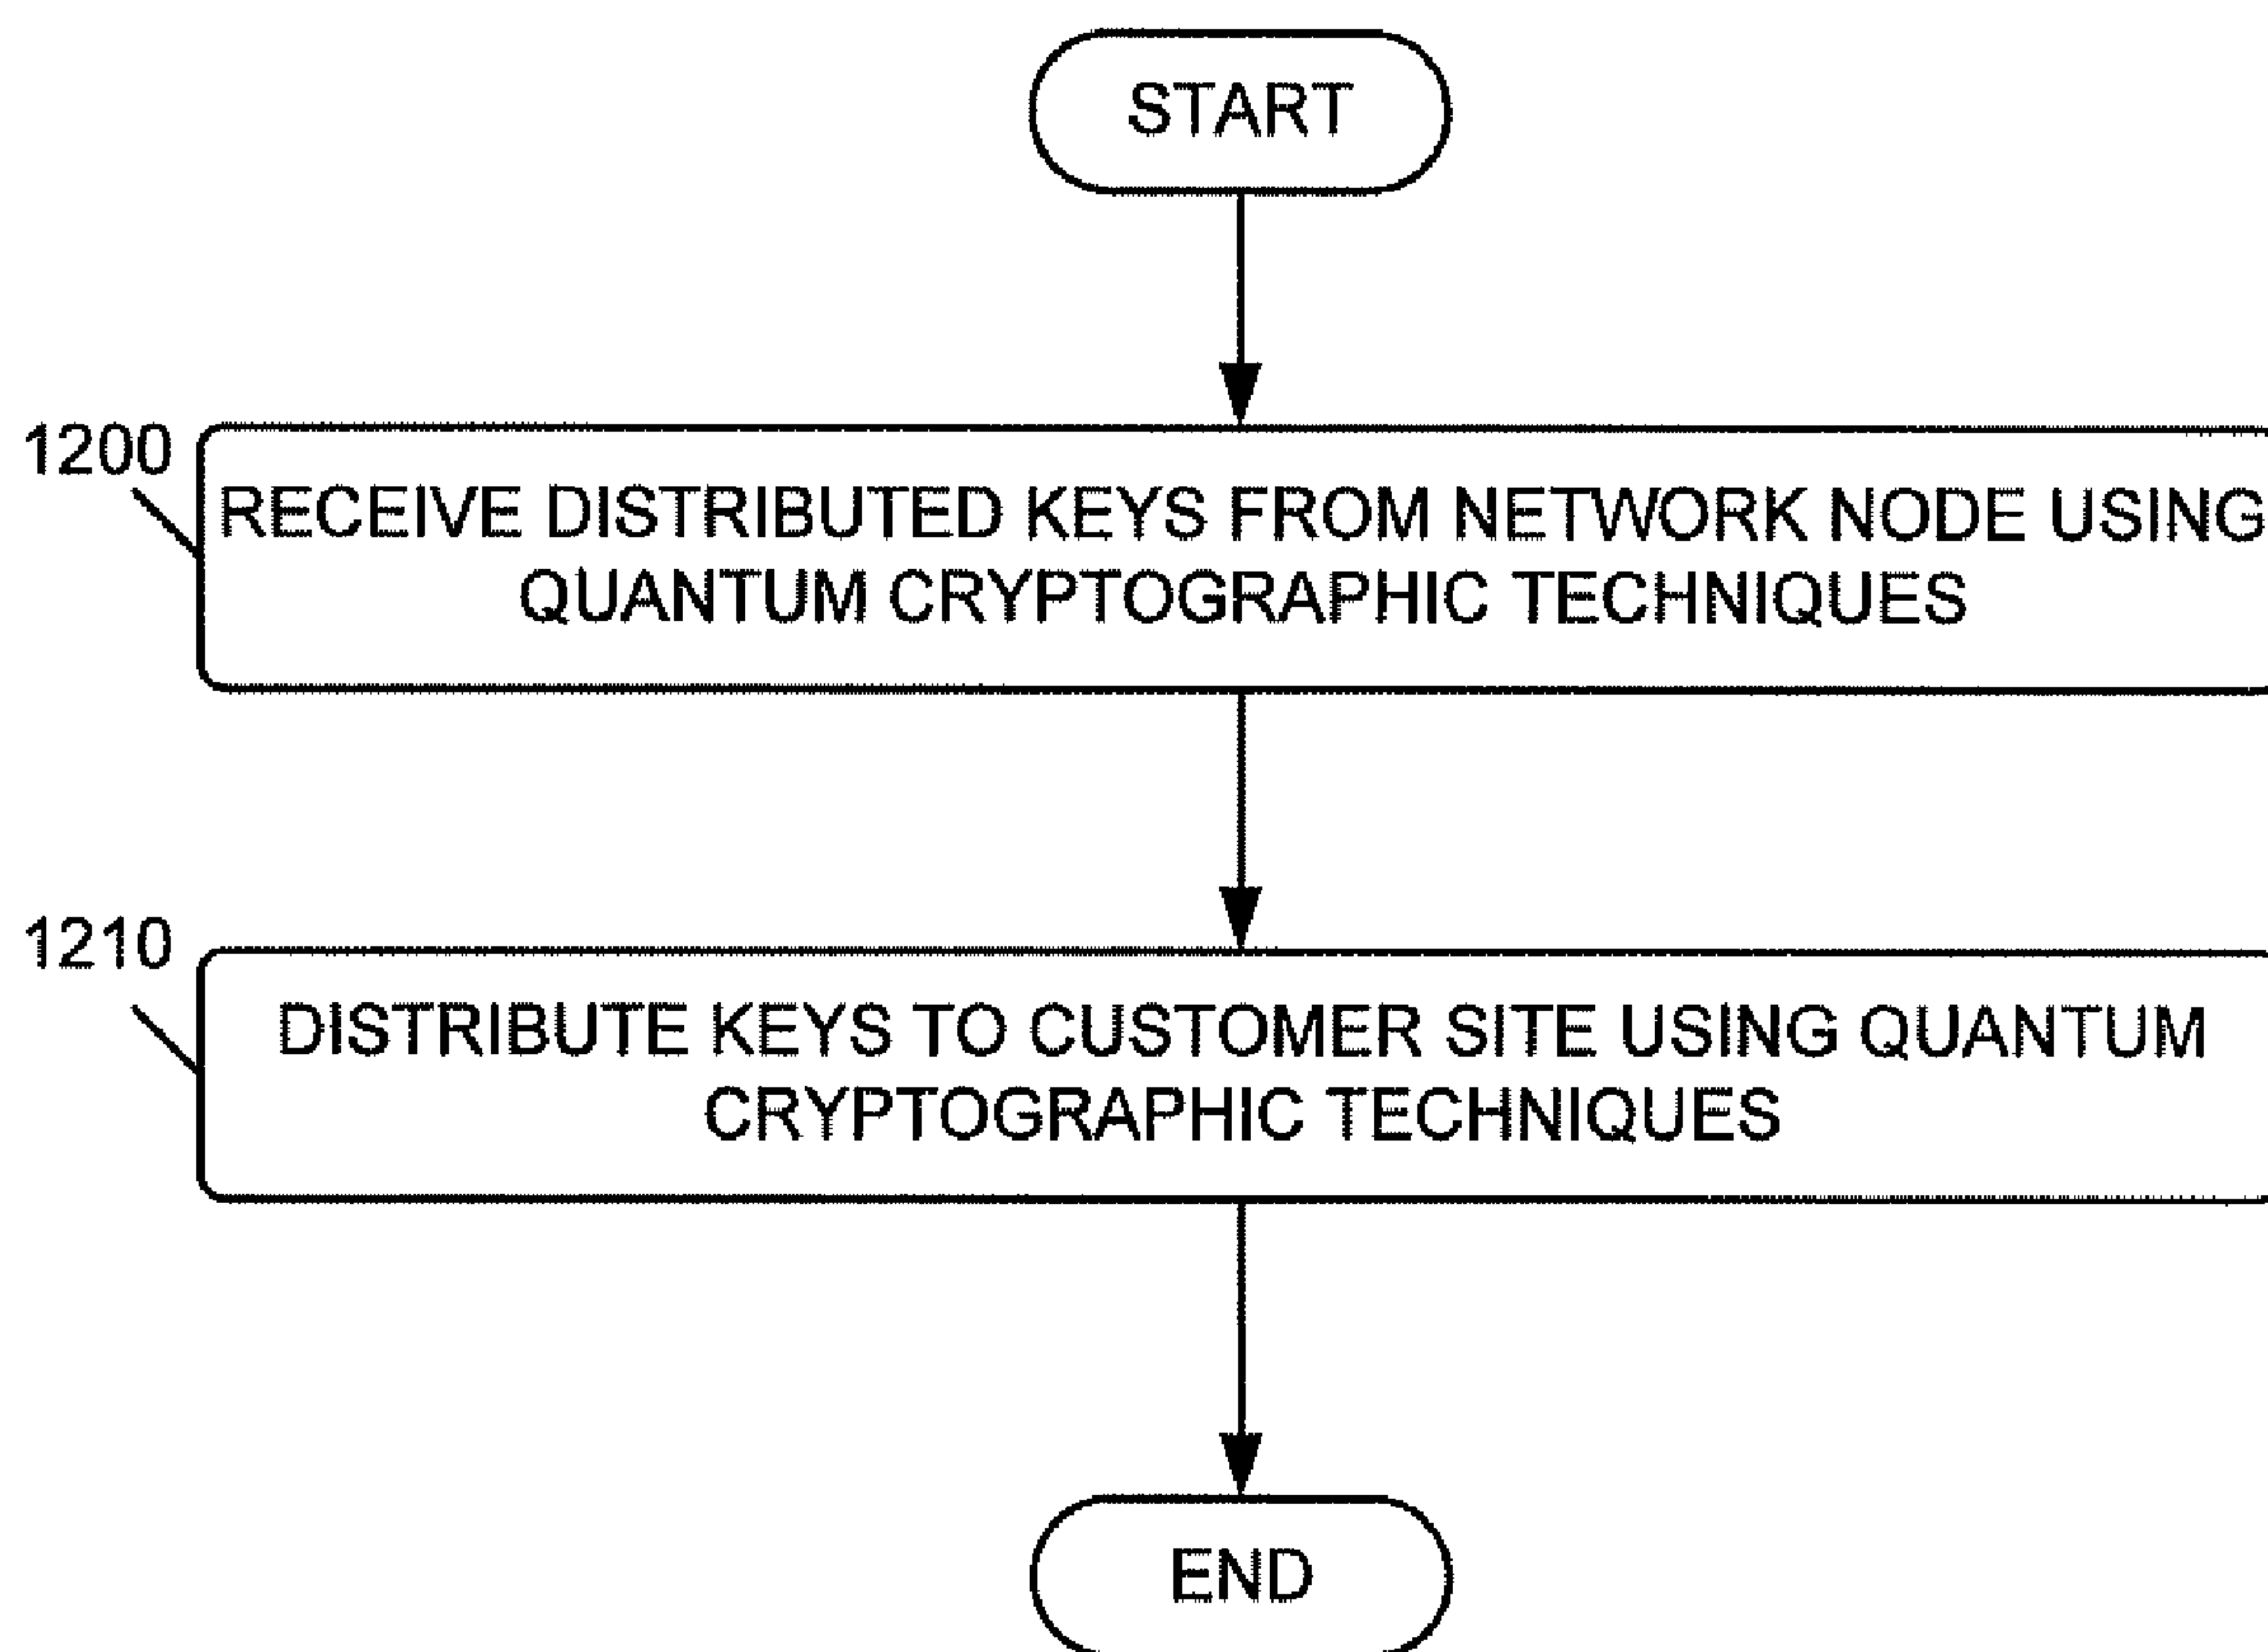 START
1200
RECEIVE DISTRIBUTED KEYS FROM NETWORK NODE USING
QUANTUM CRYPTOGRAPHIC TECHNIQUES
1210
DISTRIBUTE KEYS TO CUSTOMER SITE USING QUANTUM
CRYPTOGRAPHIC TECHNIQUES
END